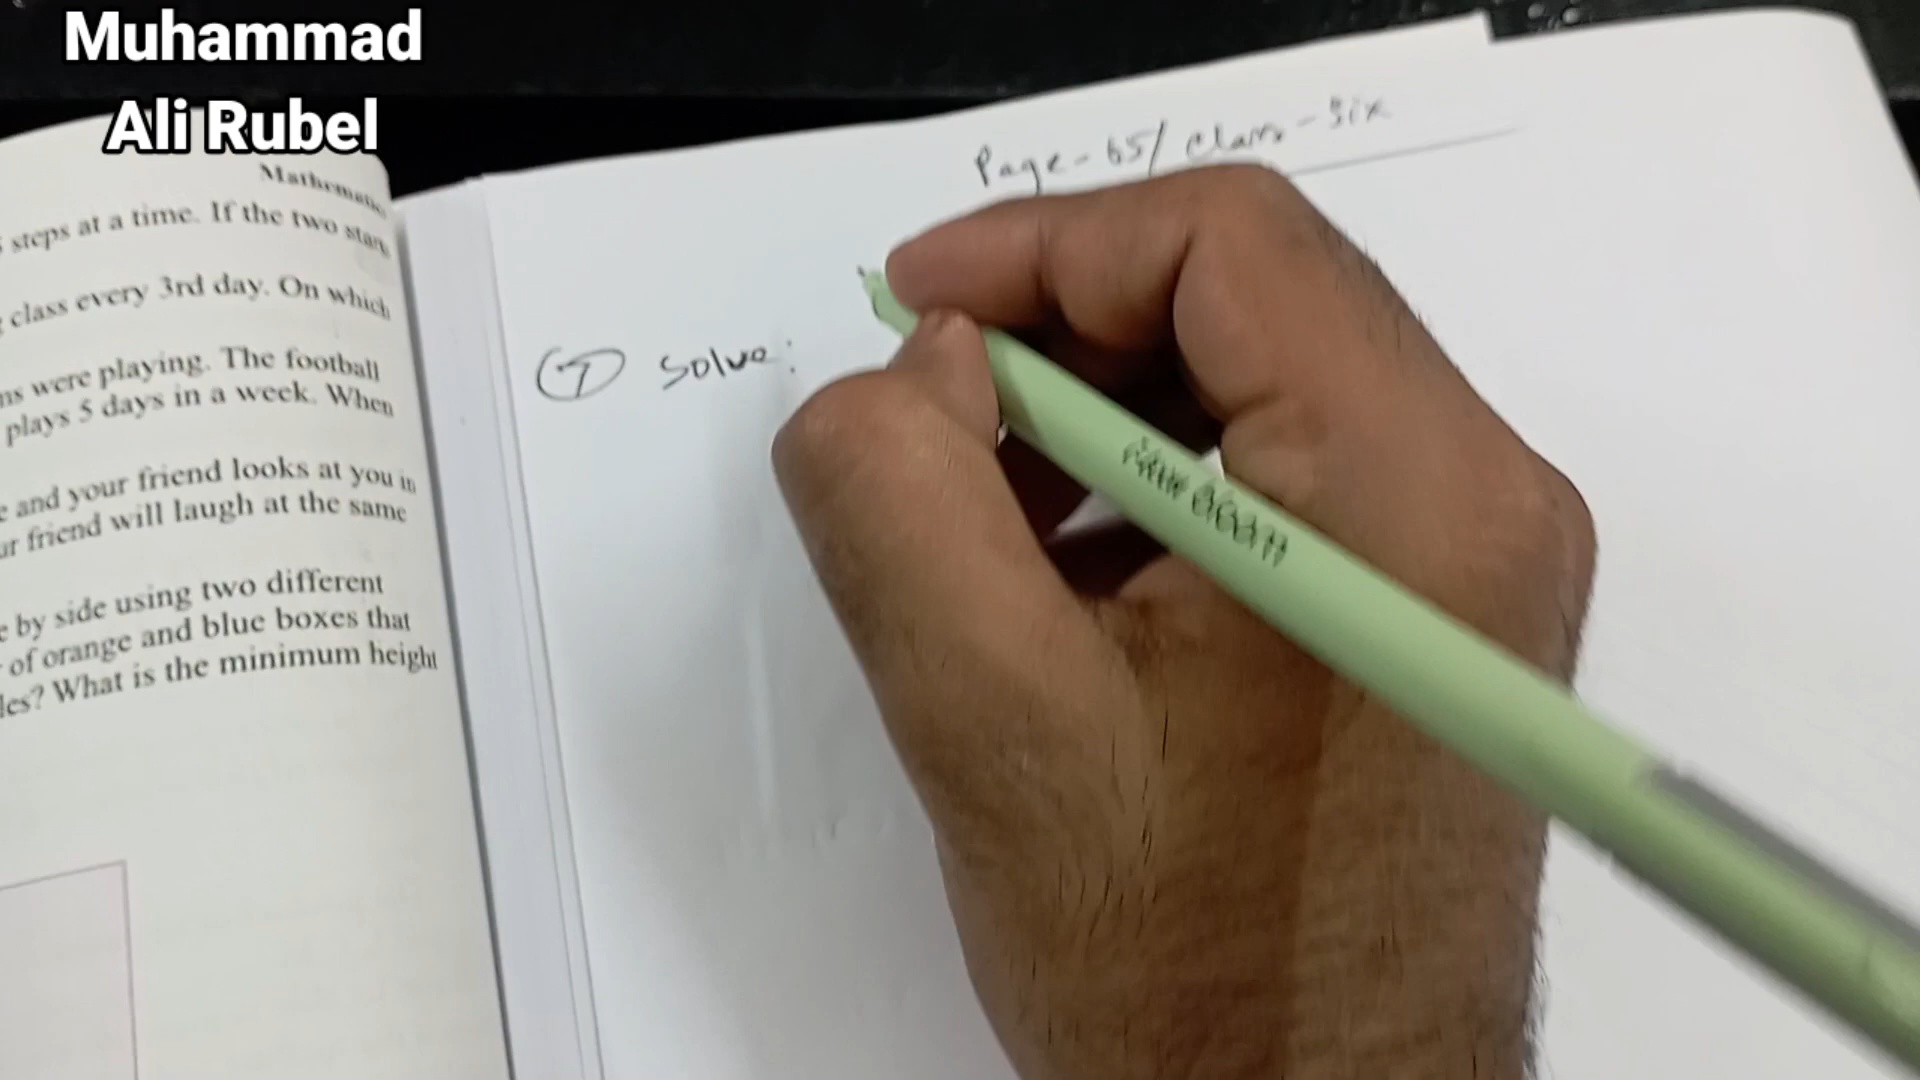 Muhammad
Ali Rubel
Mathematic
steps at a time. If the two start
class every 3rd day. On which
were playing. The football
plays 5 days in a week. When
and your friend looks at you in
friend will laugh at the same
by side using two different
of orange and blue boxes that
What is the minimum height
Page - 65/ Class - Six
7 Solve: